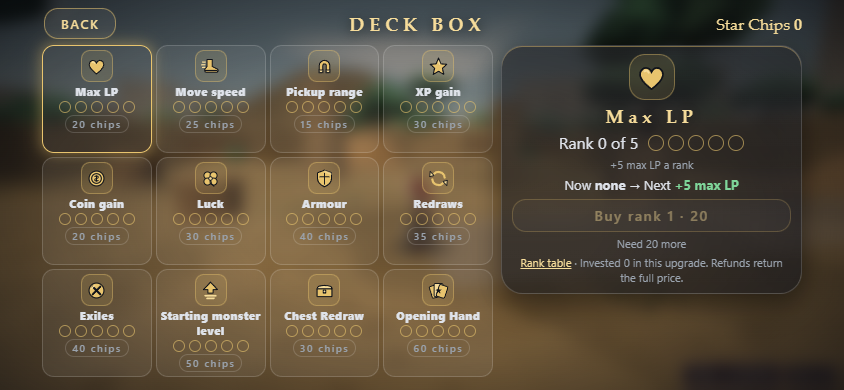 BACK
DECK BOX
Star Chips 0
Max LP
20 chips
Move speed
25 chips
Pickup range
15 chips
XP gain
30 chips
Coin gain
20 chips
Luck
30 chips
Armour
40 chips
Redraws
35 chips
Exiles
40 chips
Starting monster
level
50 chips
Chest Redraw
30 chips
Opening Hand
60 chips
Max LP
Rank 0 of 5
+5 max LP a rank
Now none → Next +5 max LP
Buy rank 1 · 20
Need 20 more
Rank table · Invested 0 in this upgrade. Refunds return
the full price.